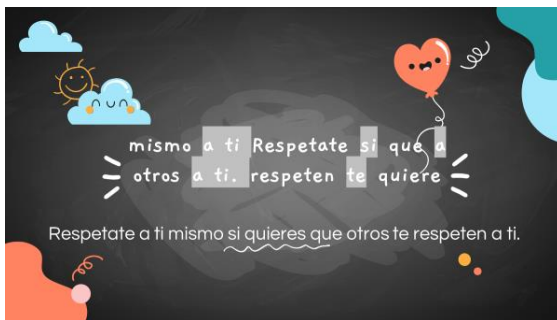 mismo a ti Respetate si que a
otros a ti. respeten te quiere
Respetate a ti mismo si quieres que otros te respeten a ti.